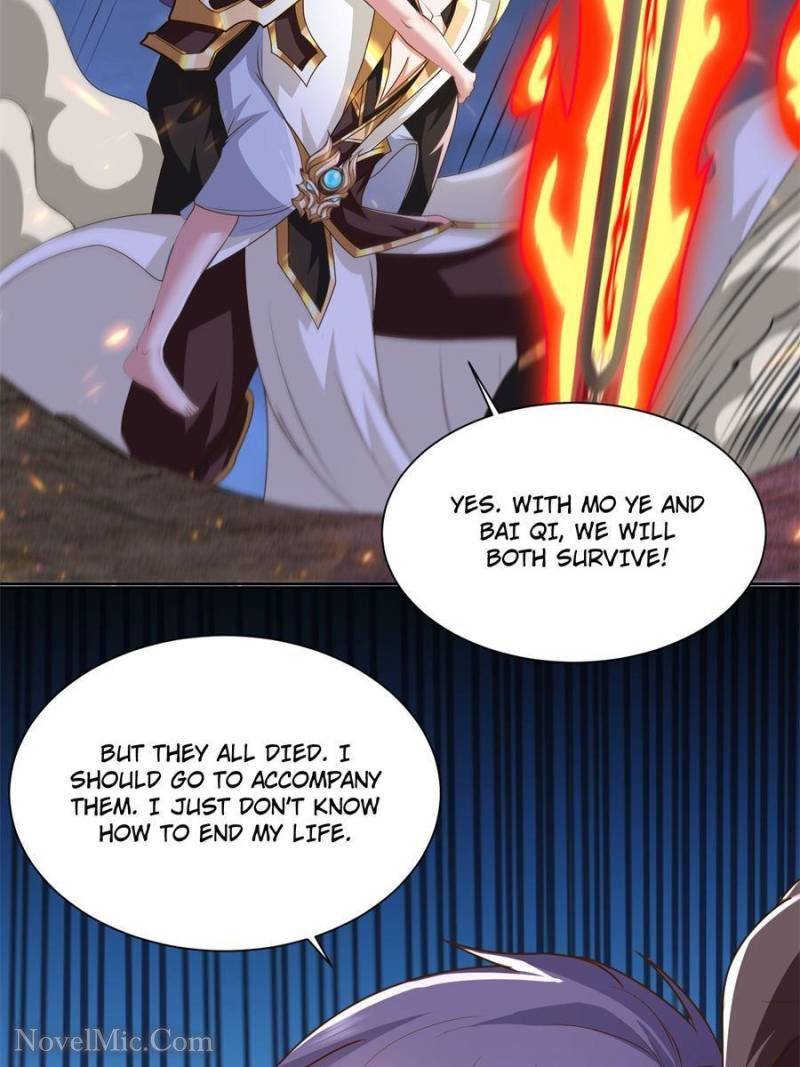 YES. WITH MO YE AND
BAI QI, WE WILL
BOTH SURVIVE!
BUT THEY ALL DIED. I
SHOULD GO TO ACCOMPANY
THEM. I JUST DON'T KNOW
HOW TO END MY LIFE.
NovelMic.Com